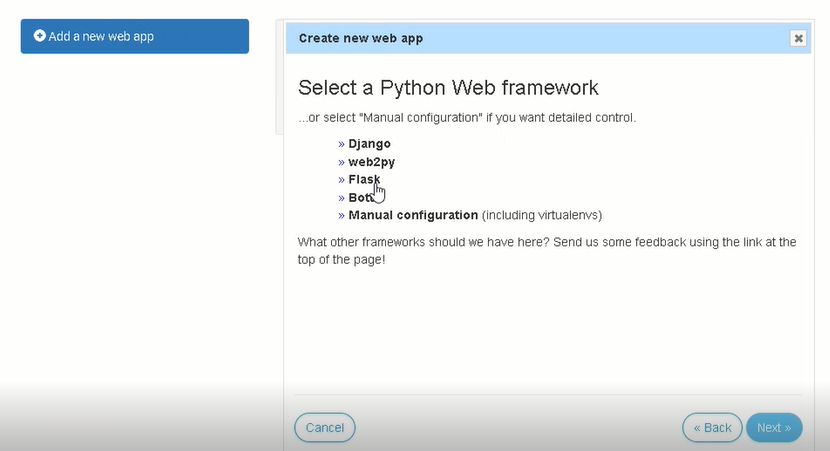 Add a new web app
Create new web app
Select a Python Web framework
...or select "Manual configuration" if you want detailed control.
» Django
» web2py
» Flask
» Bott
» Manual configuration (including virtualenvs)
What other frameworks should we have here? Send us some feedback using the link at the
top of the page!
Cancel
« Back
Next »